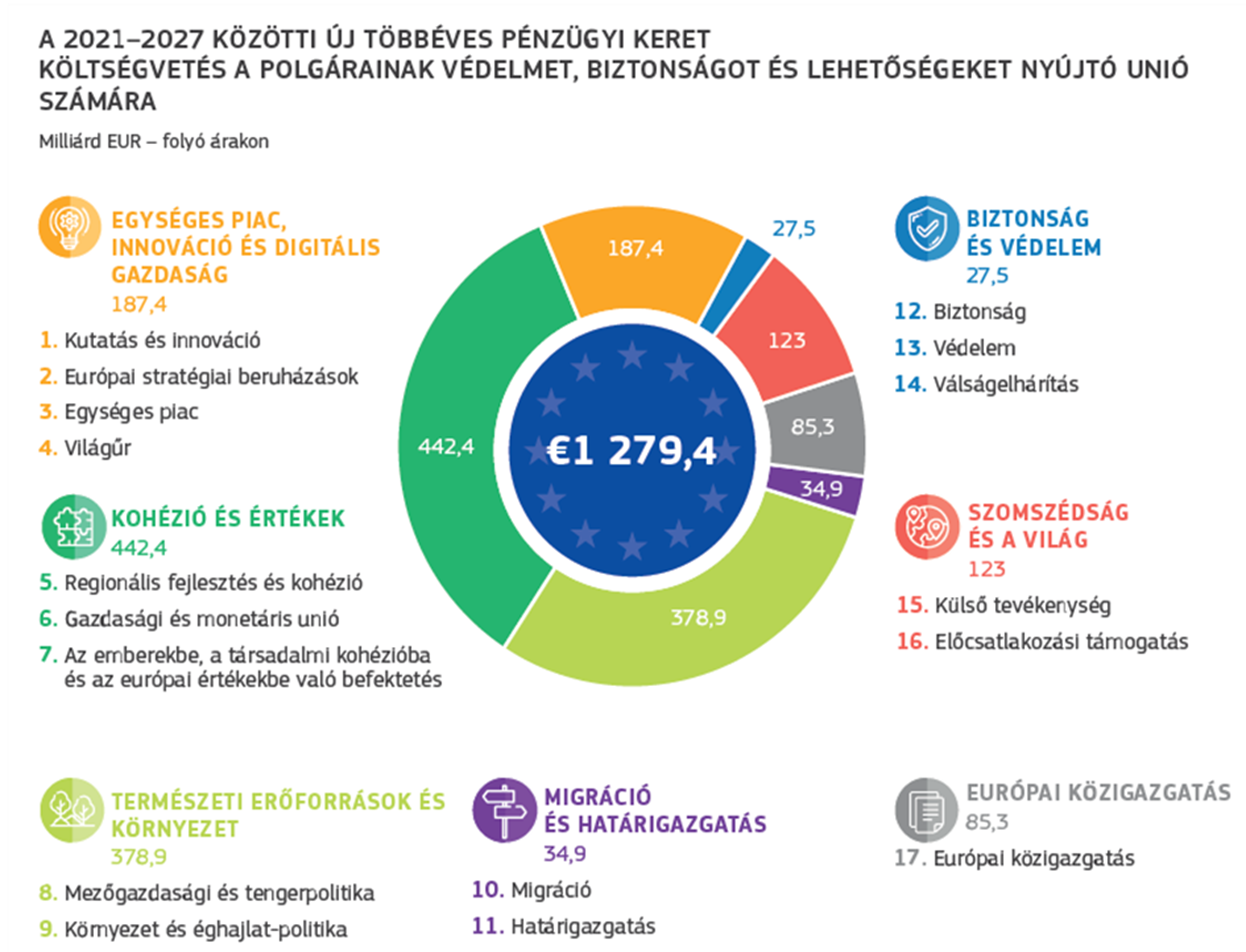 A 2021–2027 KÖZÖTTI ÚJ TÖBBÉVES PÉNZÜGYI KERET
KÖLTSÉGVETÉS A POLGÁRAINAK VÉDELMET, BIZTONSÁGOT ÉS LEHETŐSÉGEKET NYÚJTÓ UNIÓ
SZÁMÁRA
Milliárd EUR – folyó árakon
EGYSÉGES PIAC,
INNOVÁCIÓ ÉS DIGITÁLIS
GAZDASÁG
187,4
1. Kutatás és innováció
2. Európai stratégiai beruházások
3. Egységes piac
4. Világűr
KOHÉZIÓ ÉS ÉRTÉKEK
442,4
5. Regionális fejlesztés és kohézió
6. Gazdasági és monetáris unió
7. Az emberekbe, a társadalmi kohézióba
és az európai értékekbe való befektetés
187,4
27,5
123
85,3
34,9
378,9
442,4
€1 279,4
BIZTONSÁG
ÉS VÉDELEM
27,5
12. Biztonság
13. Védelem
14. Válságelhárítás
SZOMSZÉDSÁG
ÉS A VILÁG
123
15. Külső tevékenység
16. Előcsatlakozási támogatás
TERMÉSZETI ERŐFORRÁSOK ÉS
KÖRNYEZET
378,9
8. Mezőgazdasági és tengerpolitika
9. Környezet és éghajlat-politika
MIGRÁCIÓ
ÉS HATÁRIGAZGATÁS
34,9
10. Migráció
11. Határigazgatás
EURÓPAI KÖZIGAZGATÁS
85,3
17. Európai közigazgatás